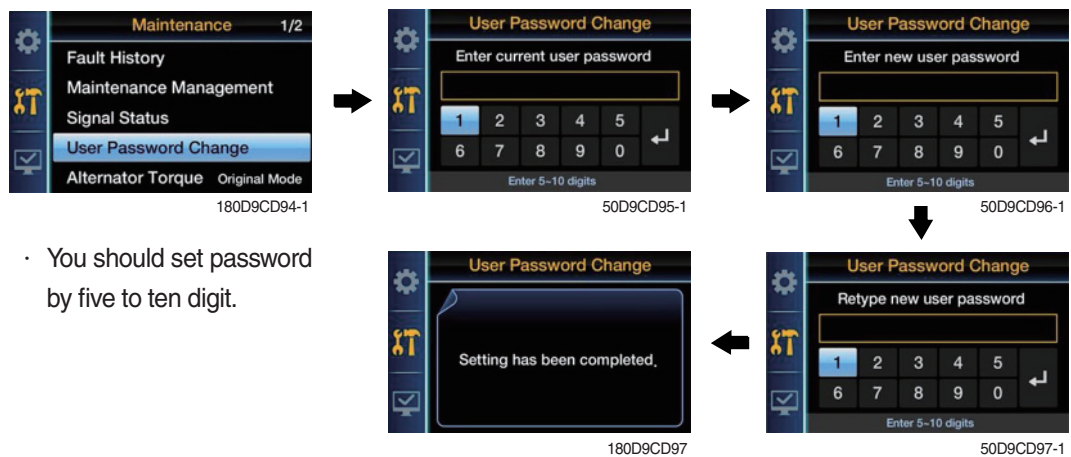 Maintenance 1/2
Fault History
Maintenance Management
Signal Status
User Password Change
Alternator Torque Original Mode
180D9CD94-1
User Password Change
Enter current user password
1 2 3 4 5
6 7 8 9 0
Enter 5~10 digits
50D9CD95-1
User Password Change
Enter new user password
1 2 3 4 5
6 7 8 9 0
Enter 5~10 digits
50D9CD96-1
User Password Change
Retype new user password
1 2 3 4 5
6 7 8 9 0
Enter 5~10 digits
50D9CD97-1
User Password Change
Setting has been completed.
180D9CD97
· You should set password
by five to ten digit.